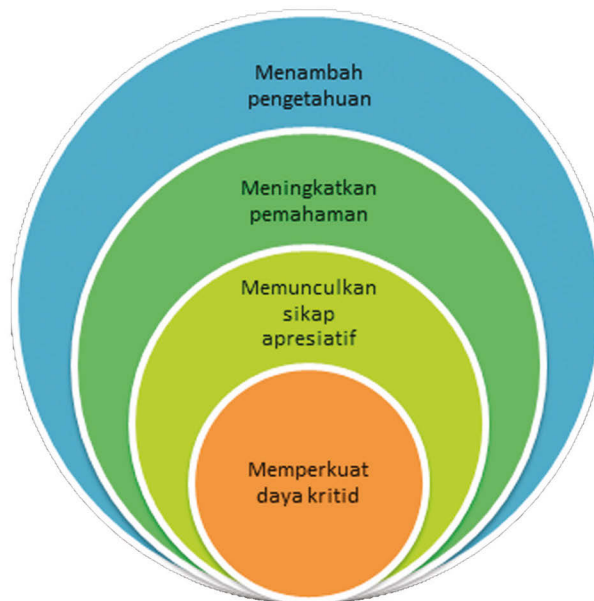 Menambah
pengetahuan
Meningkatkan
pemahaman
Memunculkan
sikap
apresiatif
Memperkuat
daya kritid